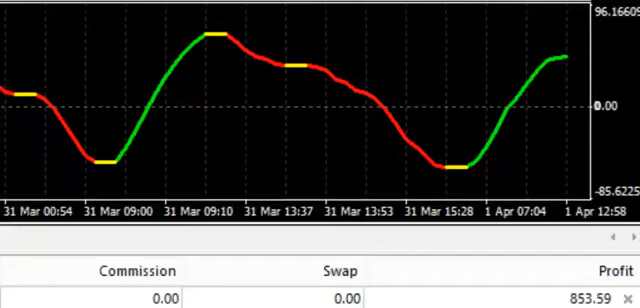 96.16605
0.00
-85.6225
31 Mar 00:54 31 Mar 09:00 31 Mar 09:10 31 Mar 13:37 31 Mar 13:53 31 Mar 15:28 1 Apr 07:04 1 Apr 12:58
Commission Swap Profit
0.00 0.00 853.59